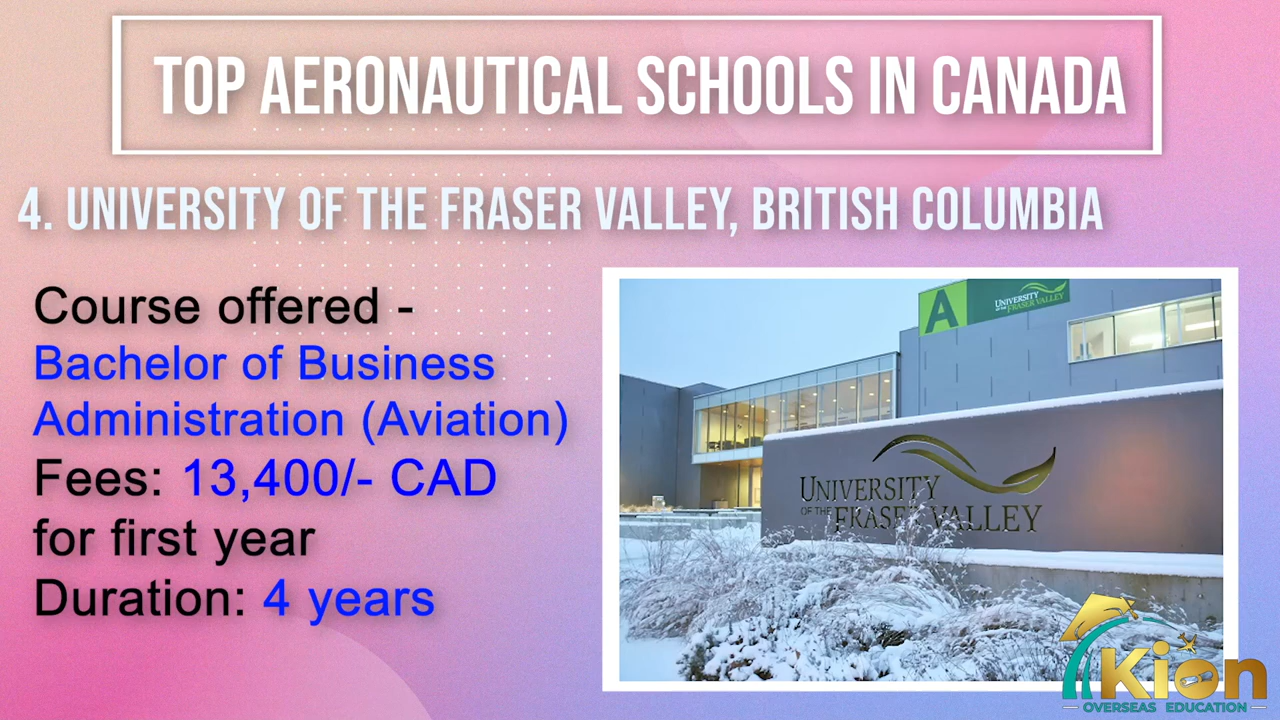 TOP AERONAUTICAL SCHOOLS IN CANADA
4. UNIVERSITY OF THE FRASER VALLEY, BRITISH COLUMBIA
Course offered -
Bachelor of Business
Administration (Aviation)
Fees: 13,400/- CAD
for first year
Duration: 4 years
A
UNIVERSITY
OF THE FRASER VALLEY
UNIVERSITY
OF THE FRASER VALLEY
Kion
OVERSEAS EDUCATION